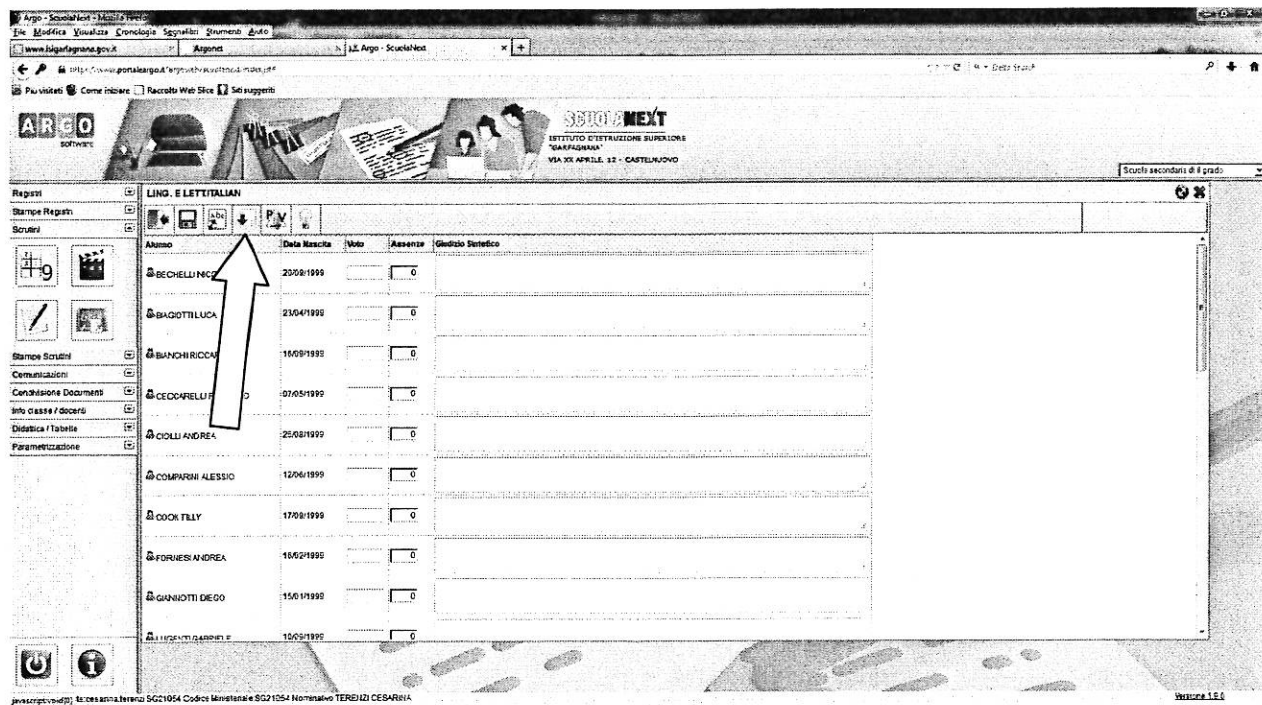 Argo - ScuolaNext - Mozilla Firefox
File Modifica Visualizza Cronologia Segnalibri Strumenti Aiuto
www.isigarfagnana.gov.it Argonet Argo - ScuolaNext
Più visitati Come iniziare Raccolta Web Slice Siti suggeriti
ARGO
software
SCUOLANEXT
ISTITUTO D'ISTRUZIONE SUPERIORE
"GARFAGNANA"
VIA XX APRILE, 12 - CASTELNUOVO
Scuola secondaria di II grado
Registri
LING. E LETT.ITALIAN
Stampe Registri
Scrutini
Alunno Data Nascita Voto Assenze Giudizio Sintetico
BECHELLI 20/09/1999 0
BIAGIOTTI LUCA 23/04/1999 0
BIANCHI 16/09/1999 0
CECCARELLI 07/05/1999 0
CIOLLI ANDREA 25/08/1999 0
COMPARINI ALESSIO 12/06/1999 0
COOK TILLY 17/09/1999 0
FORNESI ANDREA 16/02/1999 0
GIANNOTTI DIEGO 15/01/1999 0
0
Stampe Scrutini
Comunicazioni
Condivisione Documenti
Info classe / docenti
Didattica / Tabelle
Parametrizzazione
SG21054 Codice Ministeriale SG21054 Nominativo TERENZI CESARINA
Versione 1.9.0